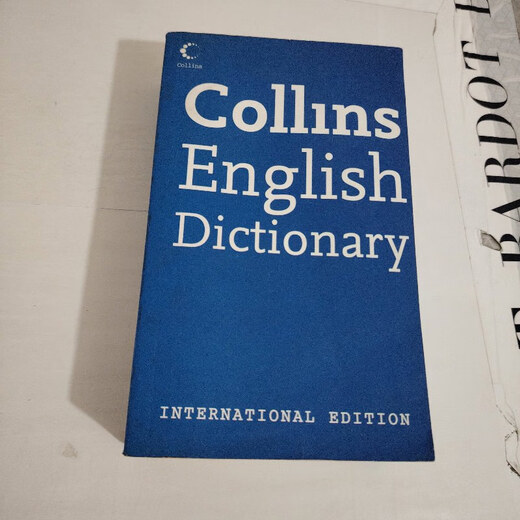 Collins
Collins
English
Dictionary
INTERNATIONAL EDITION
BARDOT